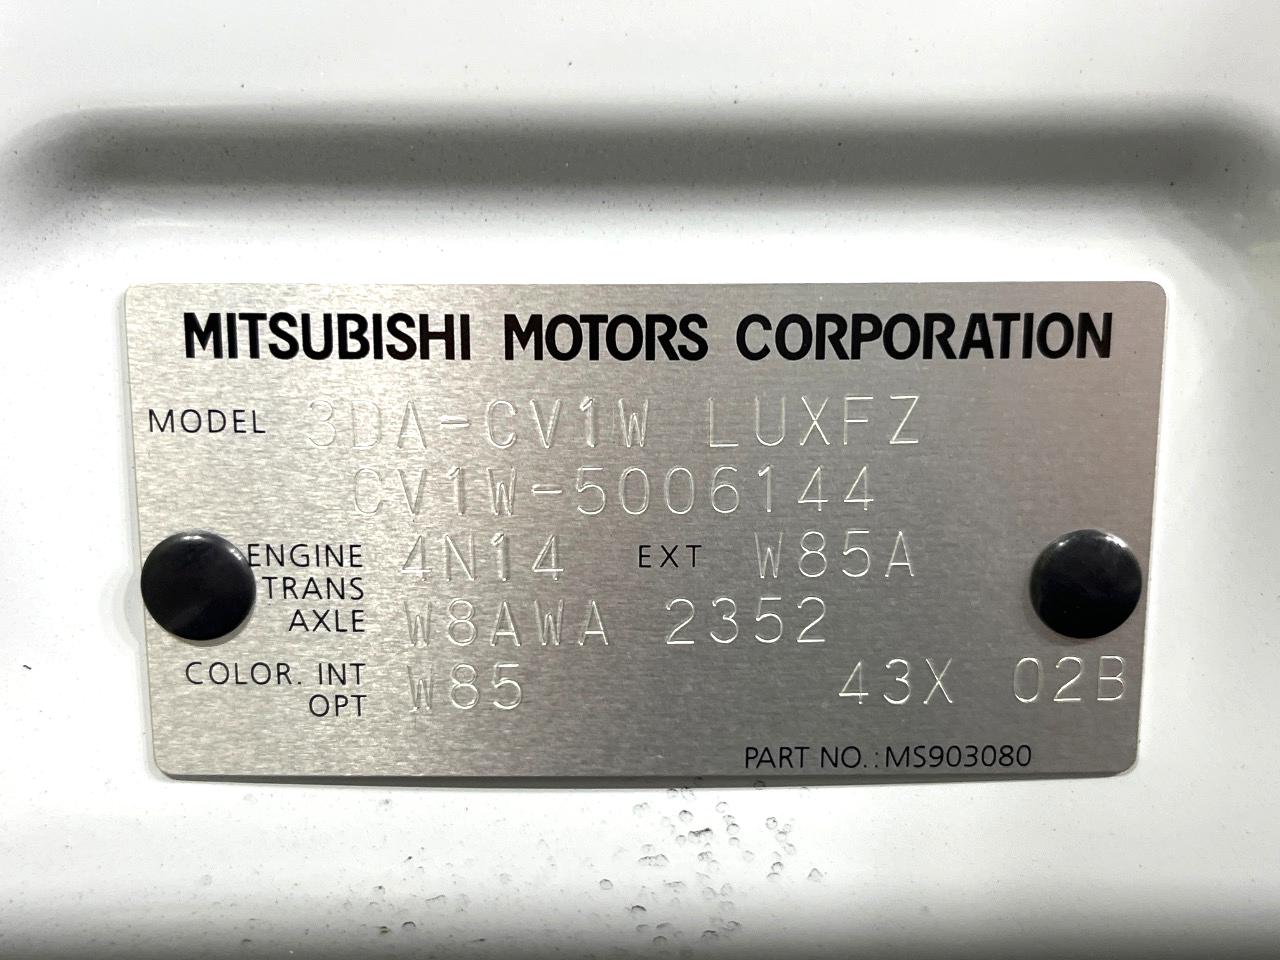 MITSUBISHI MOTORS CORPORATION
MODEL 3DA-CV1W LUXFZ
CV1W-5006144
ENGINE 4N14 EXT W85A
TRANS
AXLE W8AWA 2352
COLOR. INT W85 43X 02B
OPT
PART NO.: MS903080